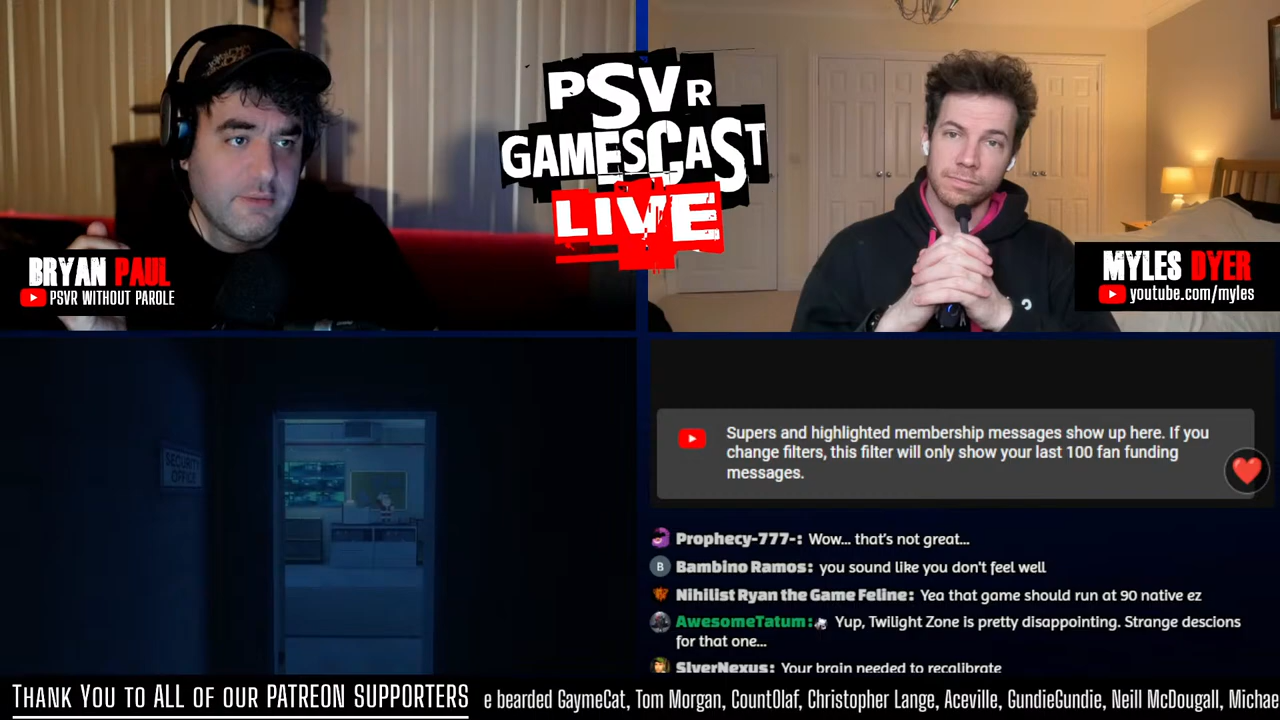 PSVR
GAMESCAST
LIVE
BRYAN PAUL
PSVR WITHOUT PAROLE
MYLES DYER
youtube.com/myles
SECURITY
OFFICE
Supers and highlighted membership messages show up here. If you
change filters, this filter will only show your last 100 fan funding
messages.
Prophecy-777-: Wow... that's not great...
B Bambino Ramos: you sound like you don't feel well
Nihilist Ryan the Game Feline: Yea that game should run at 90 native ez
AwesomeTatum: Yup, Twilight Zone is pretty disappointing. Strange descions
for that one...
SlverNexus: Your brain needed to recalibrate
THANK YOU TO ALL OF OUR PATREON SUPPORTERS
e bearded GaymeCat, Tom Morgan, CountOlaf, Christopher Lange, Aceville, GundieGundie, Neill McDougall, Michae